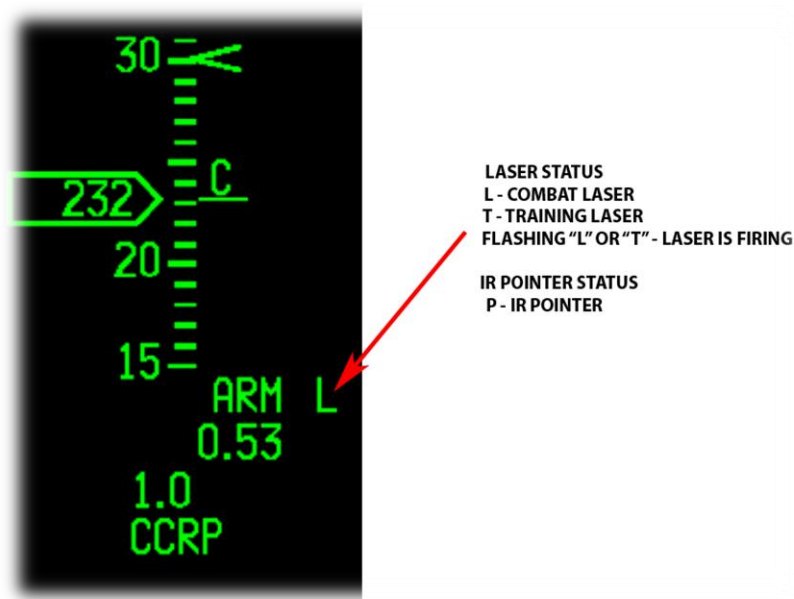 30
C
232
20
15
ARM L
0.53
1.0
CCRP
LASER STATUS
L - COMBAT LASER
T - TRAINING LASER
FLASHING “L” OR “T” - LASER IS FIRING
IR POINTER STATUS
P - IR POINTER